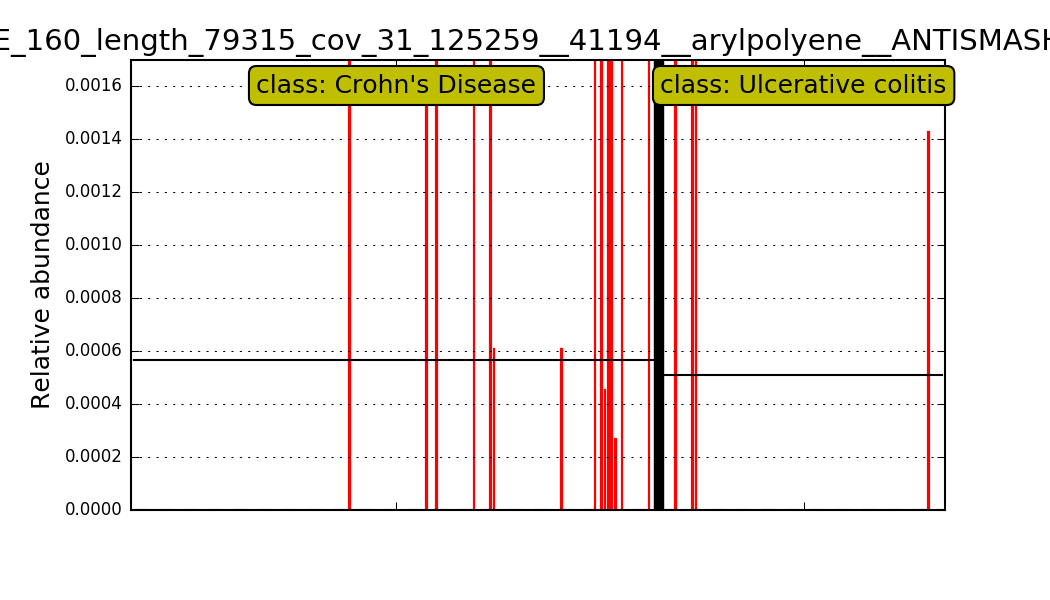 E_160_length_79315_cov_31_125259__41194__arylpolyene__ANTISMASH
class: Crohn's Disease
class: Ulcerative colitis
Relative abundance
0.0016
0.0014
0.0012
0.0010
0.0008
0.0006
0.0004
0.0002
0.0000